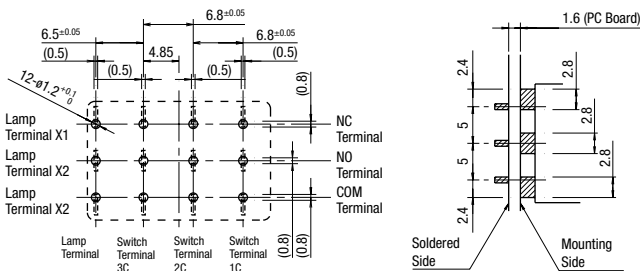 6.8±0.05
6.5±0.05
6.8±0.05
(0.5)
4.85
(0.5)
(0.5)
(0.5)
(0.8)
12-ø1.2+0.1 0
Lamp
Terminal X1
NC
Terminal
Lamp
Terminal X2
NO
Terminal
Lamp
Terminal X2
COM
Terminal
(0.8)
(0.8)
Lamp
Terminal
Switch
Terminal
3C
Switch
Terminal
2C
Switch
Terminal
1C
1.6 (PC Board)
2.4
5
5
2.4
2.8
2.8
2.8
Soldered
Side
Mounting
Side